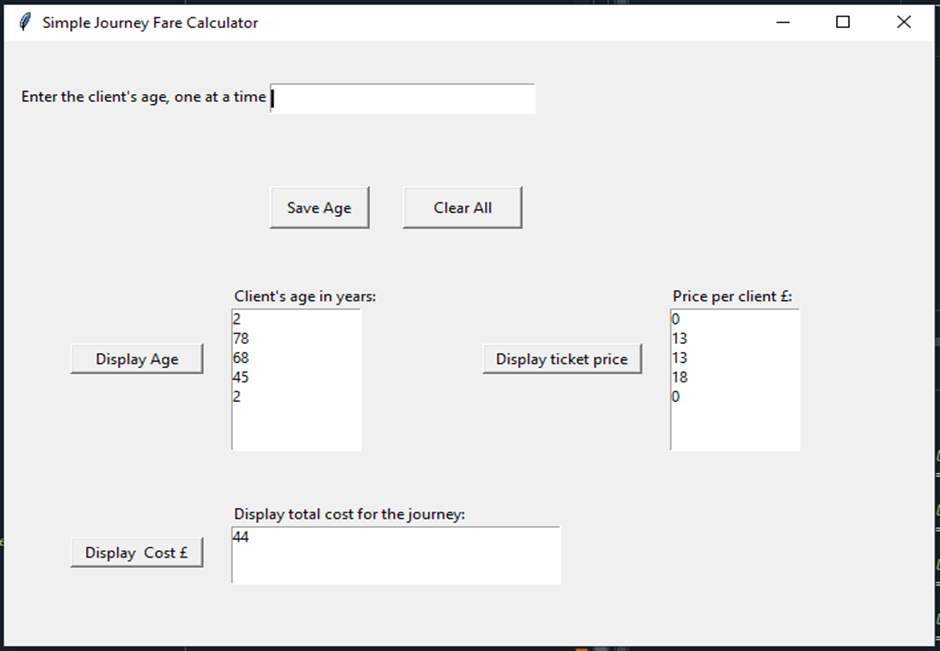 Simple Journey Fare Calculator
Enter the client's age, one at a time
Save Age
Clear All
Client's age in years:
Price per client £:
Display Age
2
78
68
45
2
Display ticket price
0
13
13
18
0
Display total cost for the journey:
Display  Cost £
44